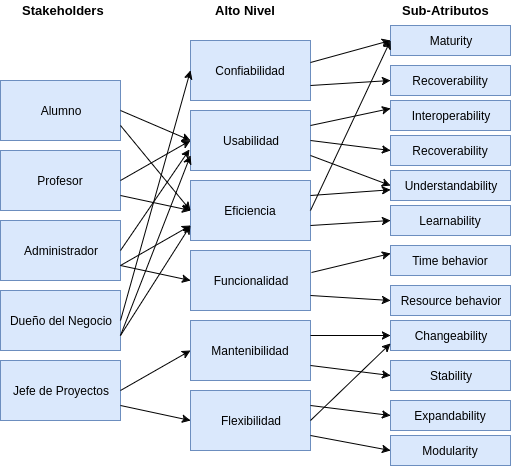 Stakeholders
Alto Nivel
Sub-Atributos
Alumno
Profesor
Administrador
Dueño del Negocio
Jefe de Proyectos
Confiabilidad
Usabilidad
Eficiencia
Funcionalidad
Mantenibilidad
Flexibilidad
Maturity
Recoverability
Interoperability
Recoverability
Understandability
Learnability
Time behavior
Resource behavior
Changeability
Stability
Expandability
Modularity